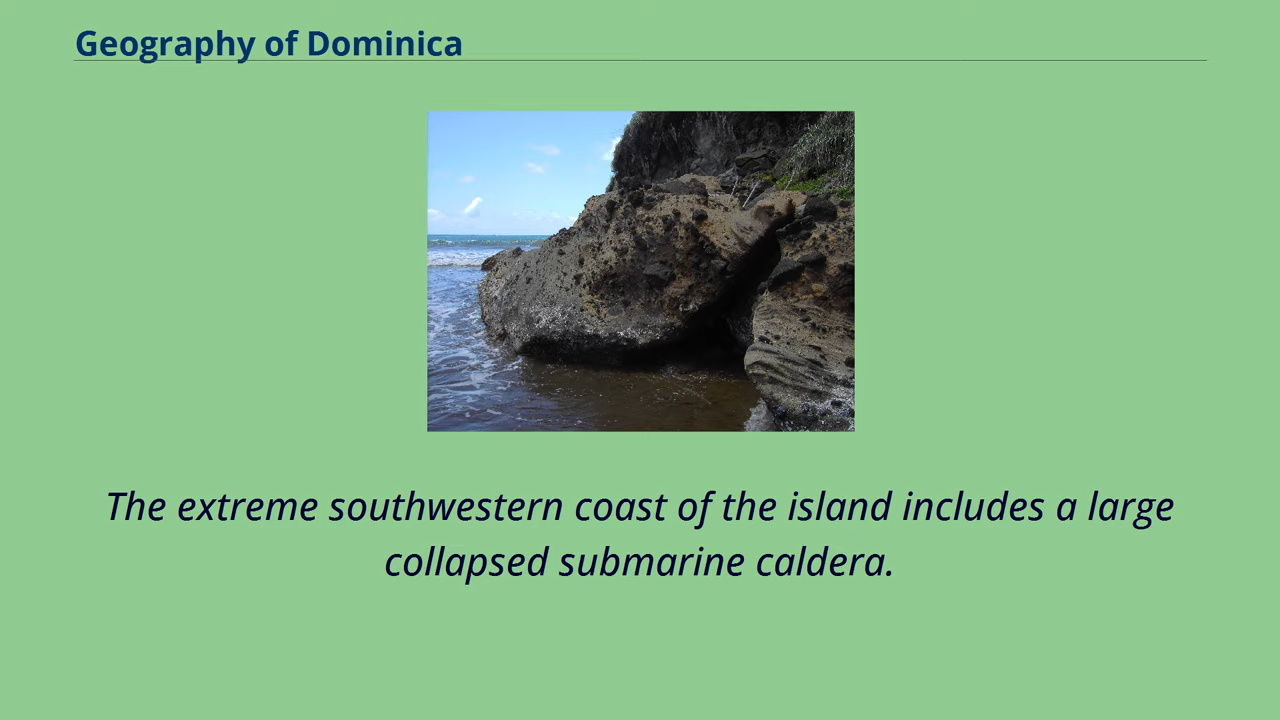 Geography of Dominica
The extreme southwestern coast of the island includes a large
collapsed submarine caldera.